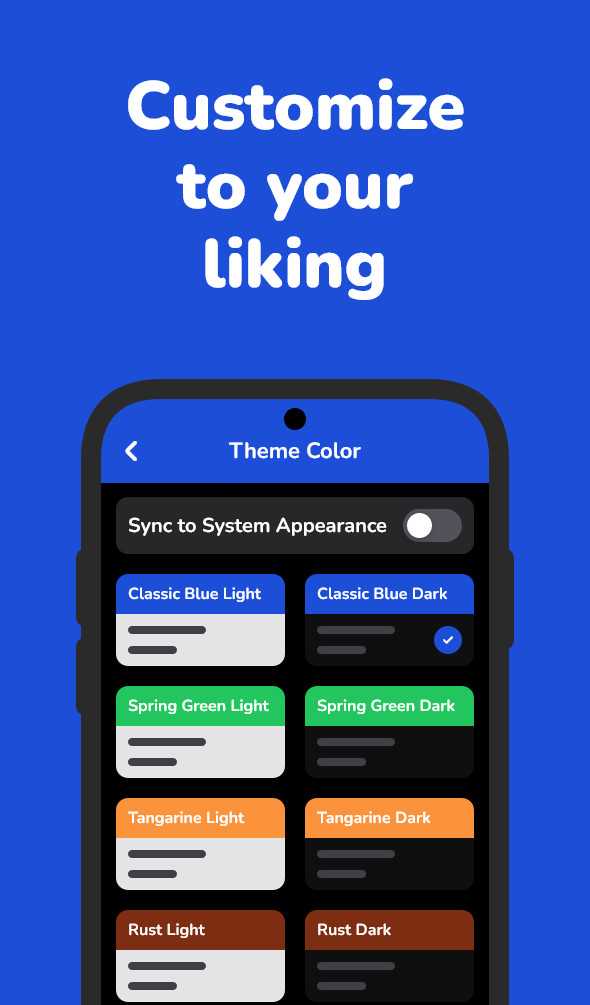 Customize
to your
liking
Theme Color
Sync to System Appearance
Classic Blue Light
Classic Blue Dark
Spring Green Light
Spring Green Dark
Tangarine Light
Tangarine Dark
Rust Light
Rust Dark